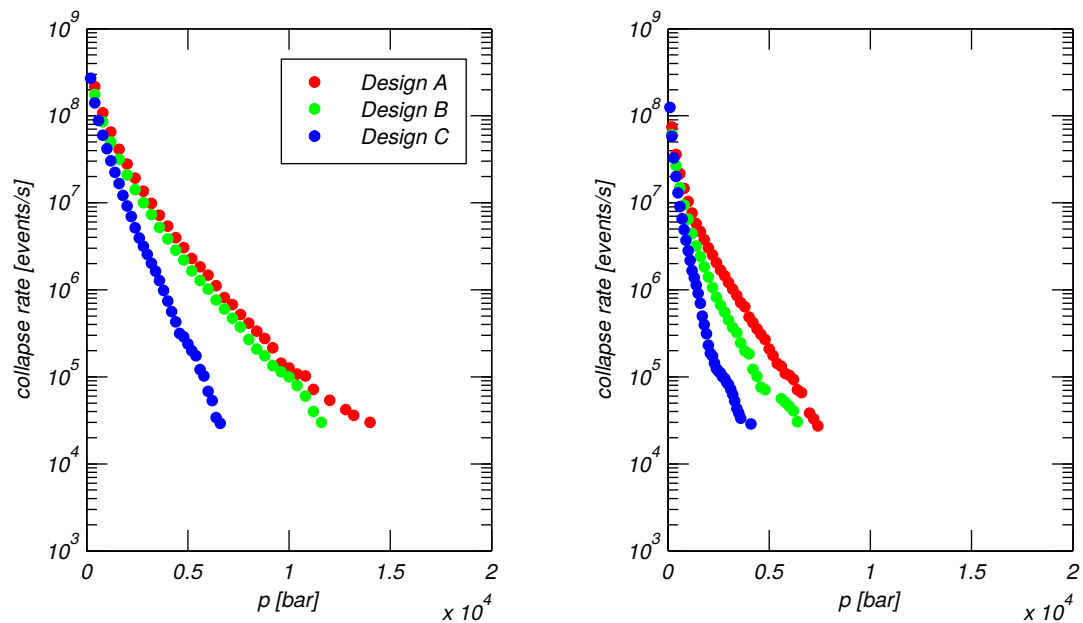 10^9
10^8
10^7
10^6
10^5
10^4
10^3
collapse rate [events/s]
0
0.5
1
1.5
2
p [bar]
x 10^4
Design A
Design B
Design C
10^9
10^8
10^7
10^6
10^5
10^4
10^3
collapse rate [events/s]
0
0.5
1
1.5
2
p [bar]
x 10^4